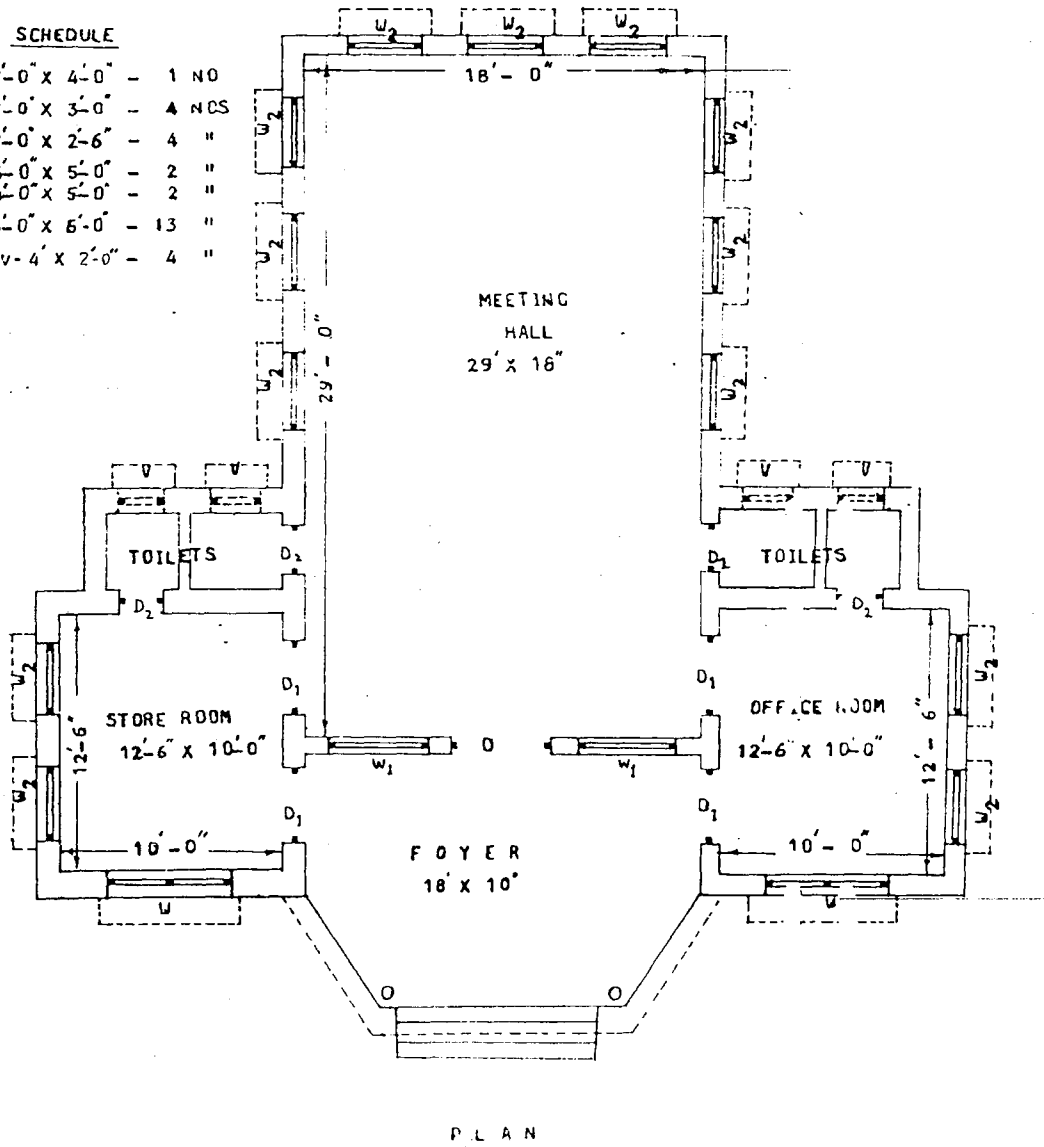 SCHEDULE
'-0" X 4'-0" - 1 NO
'-0" X 3'-0" - 4 NOS
'-0" X 2'-6" - 4 "
'-0" X 5'-0" - 2 "
'-0" X 5'-0" - 2 "
'-0" X 5'-0" - 13 "
V - 4' X 2'-0" - 4 "
W2 W2 W2
18'-0"
W2 W2
W2 W2
29'-0"
MEETING
HALL
29' X 18"
W2 W2
V V V V
TOILETS D2 D2 TOILETS
D2 D2
W2 D1 D1 W2
STORE ROOM OFFICE ROOM
12'-6" X 10'-0" 12'-6" X 10'-0"
12'-6" 12'-6"
D
W1 W1
W2 D1 D1 W2
10'-0" 10'-0"
FOYER
18' X 10"
W W
PLAN